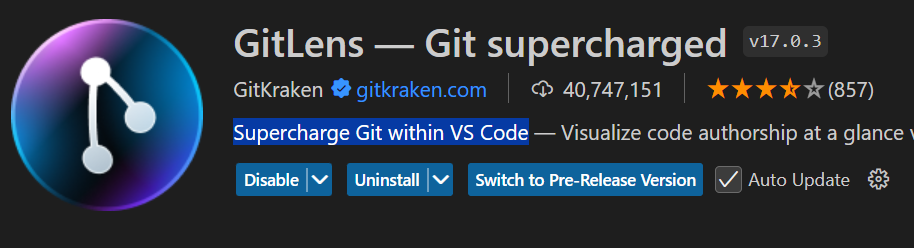 GitLens — Git supercharged v17.0.3
GitKraken gitkraken.com 40,747,151 (857)
Supercharge Git within VS Code — Visualize code authorship at a glance
Disable Uninstall Switch to Pre-Release Version Auto Update